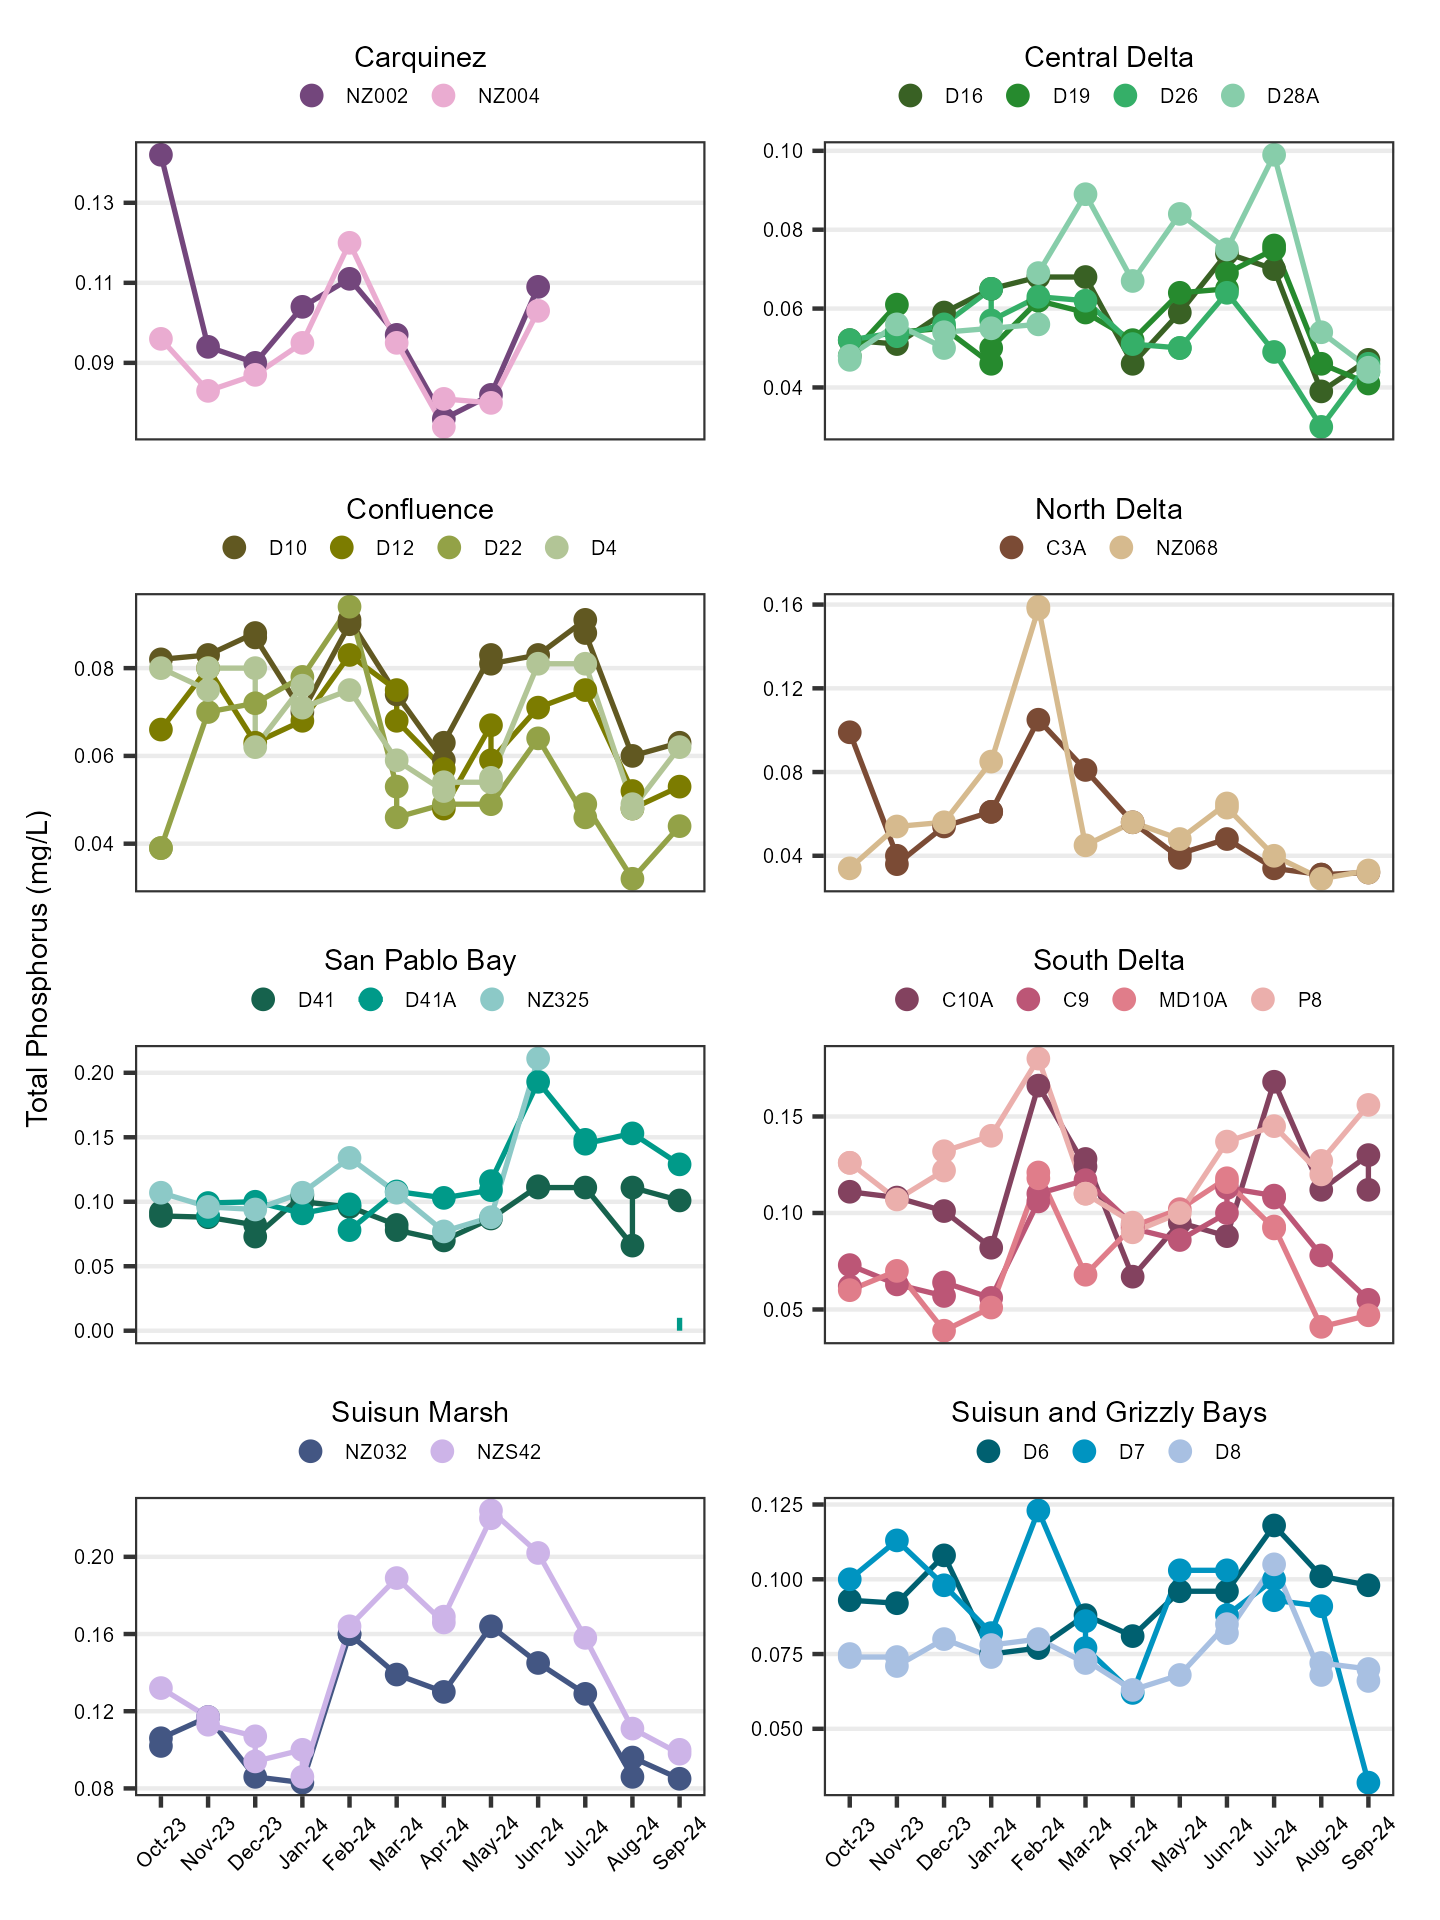 Total Phosphorus (mg/L)
Carquinez
NZ002 NZ004
0.13
0.11
0.09
Central Delta
D16 D19 D26 D28A
0.10
0.08
0.06
0.04
Confluence
D10 D12 D22 D4
0.08
0.06
0.04
North Delta
C3A NZ068
0.16
0.12
0.08
0.04
San Pablo Bay
D41 D41A NZ325
0.20
0.15
0.10
0.05
0.00
South Delta
C10A C9 MD10A P8
0.15
0.10
0.05
Suisun Marsh
NZ032 NZS42
0.20
0.16
0.12
0.08
Oct-23 Nov-23 Dec-23 Jan-24 Feb-24 Mar-24 Apr-24 May-24 Jun-24 Jul-24 Aug-24 Sep-24
Suisun and Grizzly Bays
D6 D7 D8
0.125
0.100
0.075
0.050
Oct-23 Nov-23 Dec-23 Jan-24 Feb-24 Mar-24 Apr-24 May-24 Jun-24 Jul-24 Aug-24 Sep-24